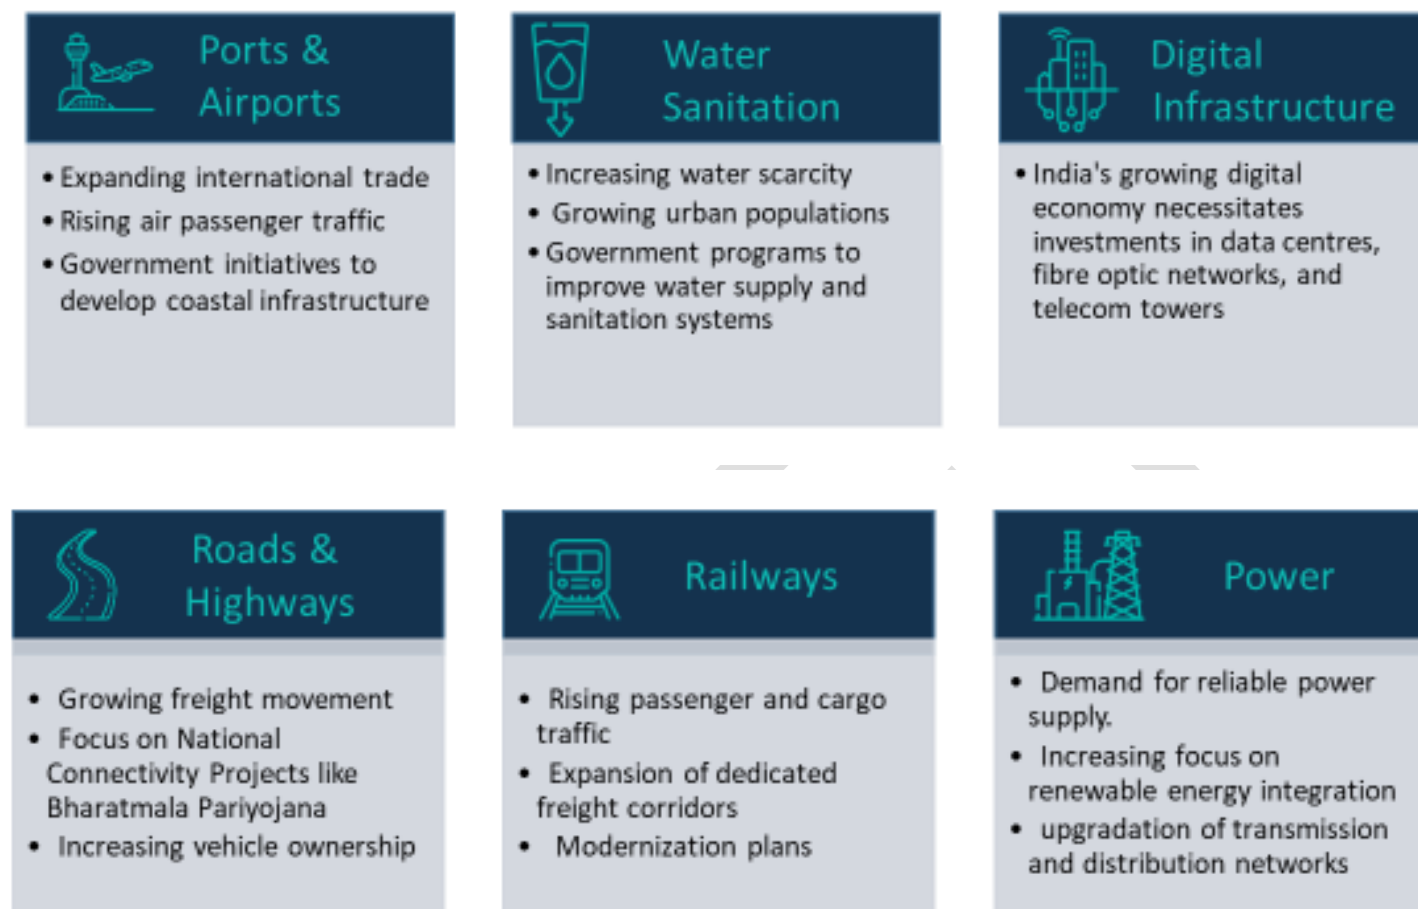 Ports &
Airports
• Expanding international trade
• Rising air passenger traffic
• Government initiatives to
develop coastal infrastructure
Water
Sanitation
• Increasing water scarcity
• Growing urban populations
• Government programs to
improve water supply and
sanitation systems
Digital
Infrastructure
• India's growing digital
economy necessitates
investments in data centres,
fibre optic networks, and
telecom towers
Roads &
Highways
• Growing freight movement
• Focus on National
Connectivity Projects like
Bharatmala Pariyojana
• Increasing vehicle ownership
Railways
• Rising passenger and cargo
traffic
• Expansion of dedicated
freight corridors
• Modernization plans
Power
• Demand for reliable power
supply.
• Increasing focus on
renewable energy integration
• upgradation of transmission
and distribution networks